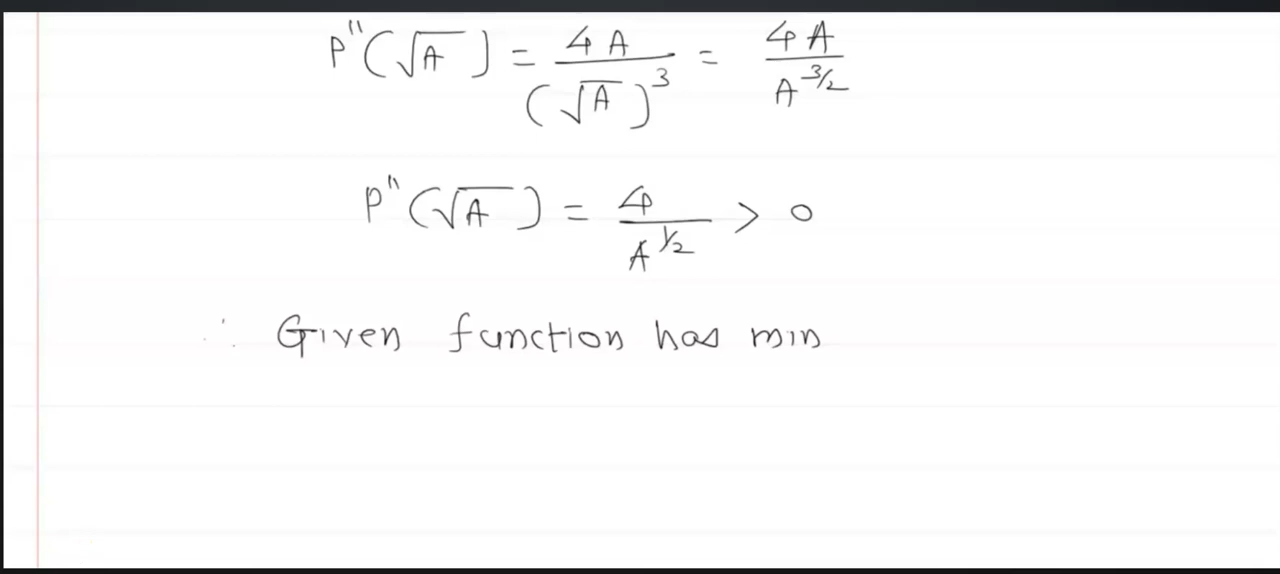 P''(√A) = 4A/(√A)^3 = 4A/A^3/2
P''(√A) = 4/A^1/2 > 0
∴ Given function has min